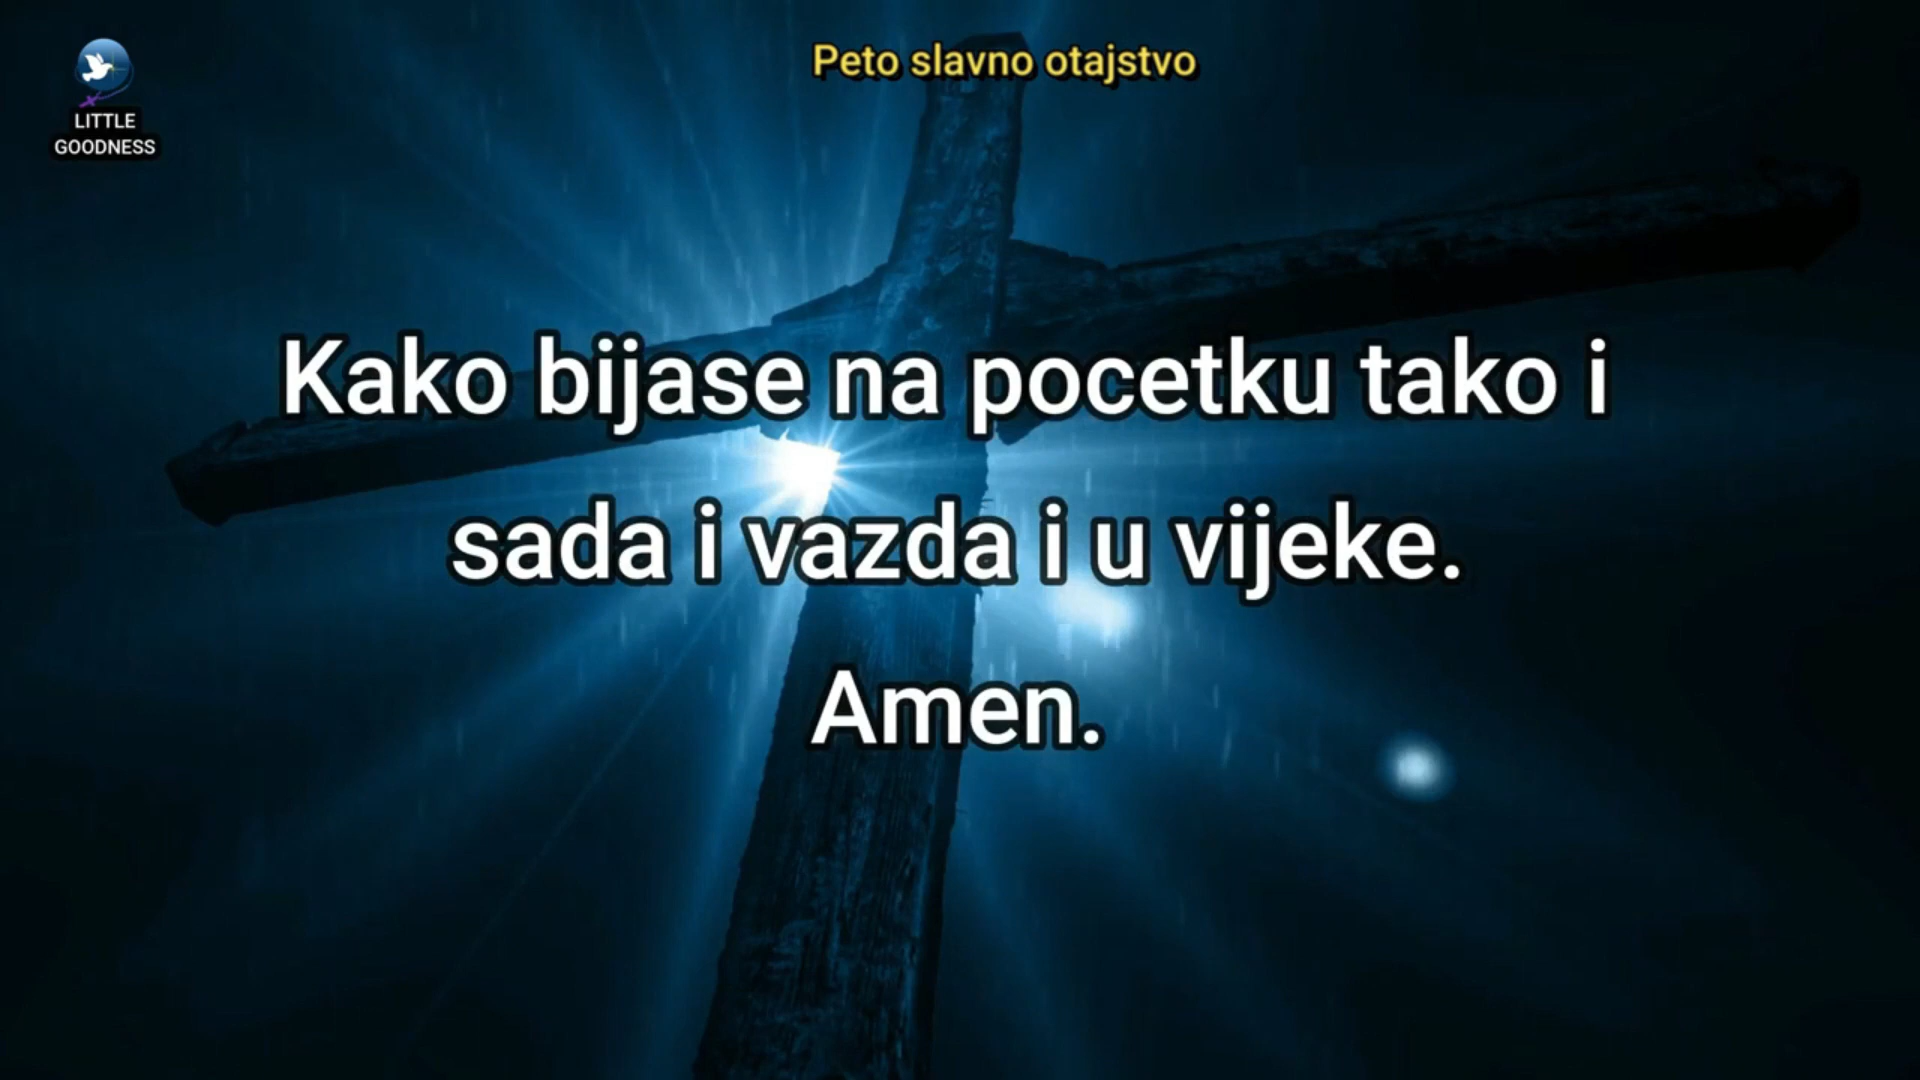 Peto slavno otajstvo
LITTLE
GOODNESS
Kako bijase na pocetku tako i
sada i vazda i u vijeke.
Amen.